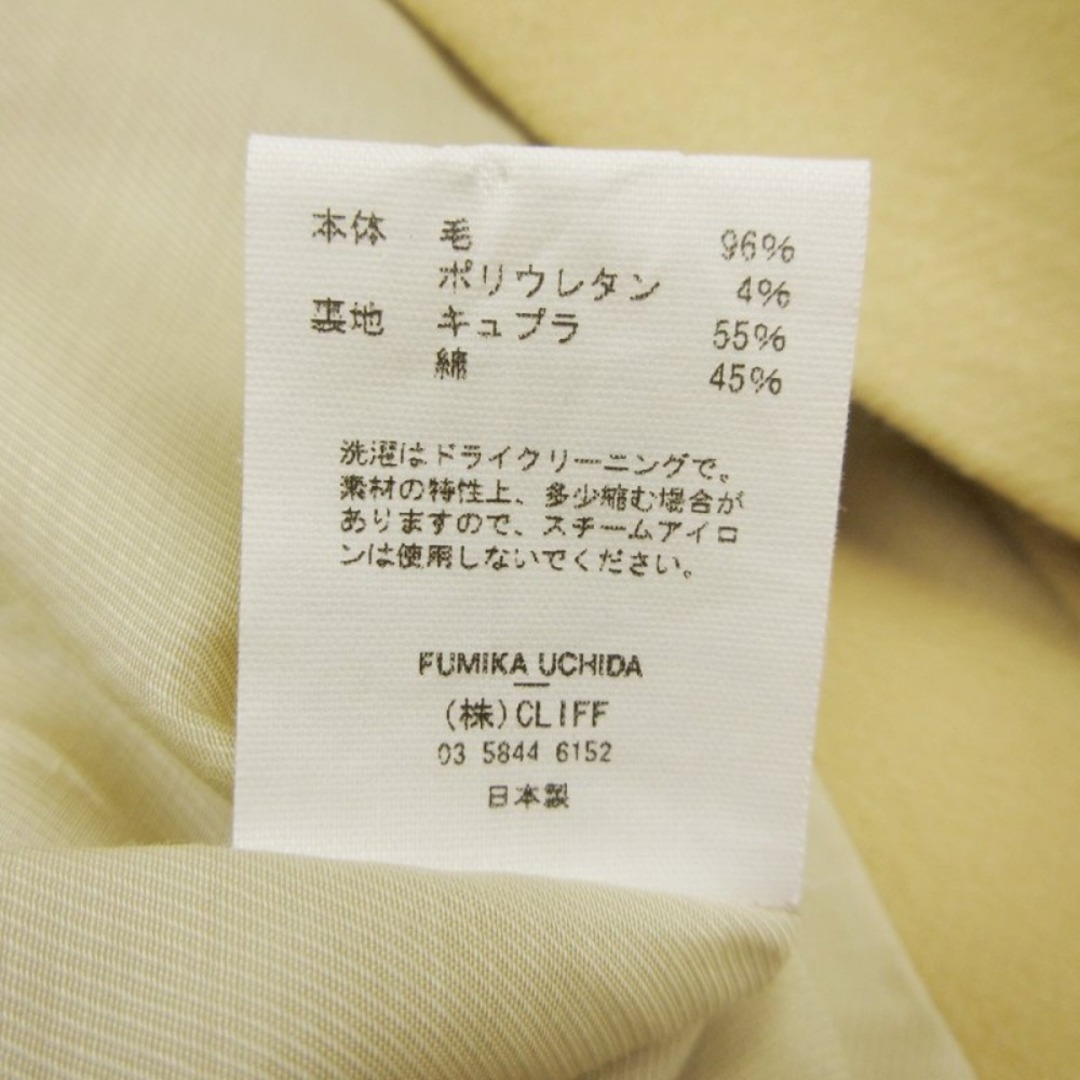 本体 毛 96%
ポリウレタン 4%
裏地 キュプラ 55%
綿 45%
洗濯はドライクリーニングで。
素材の特性上、多少縮む場合が
ありますので、スチームアイロ
ンは使用しないでください。
FUMIKA UCHIDA
(株)CLIFF
03 5844 6152
日本製